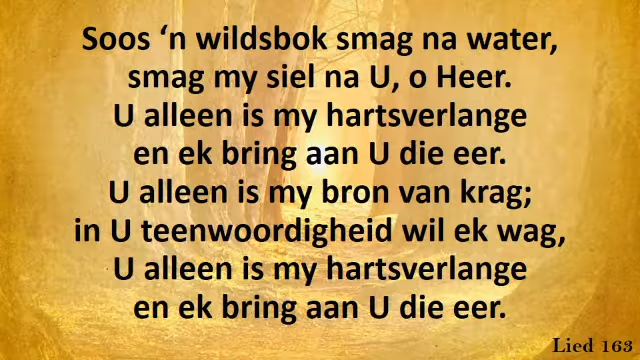 Soos ‘n wildsbok smag na water,
smag my siel na U, o Heer.
U alleen is my hartsverlange
en ek bring aan U die eer.
U alleen is my bron van krag;
in U teenwoordigheid wil ek wag,
U alleen is my hartsverlange
en ek bring aan U die eer.
Lied 163